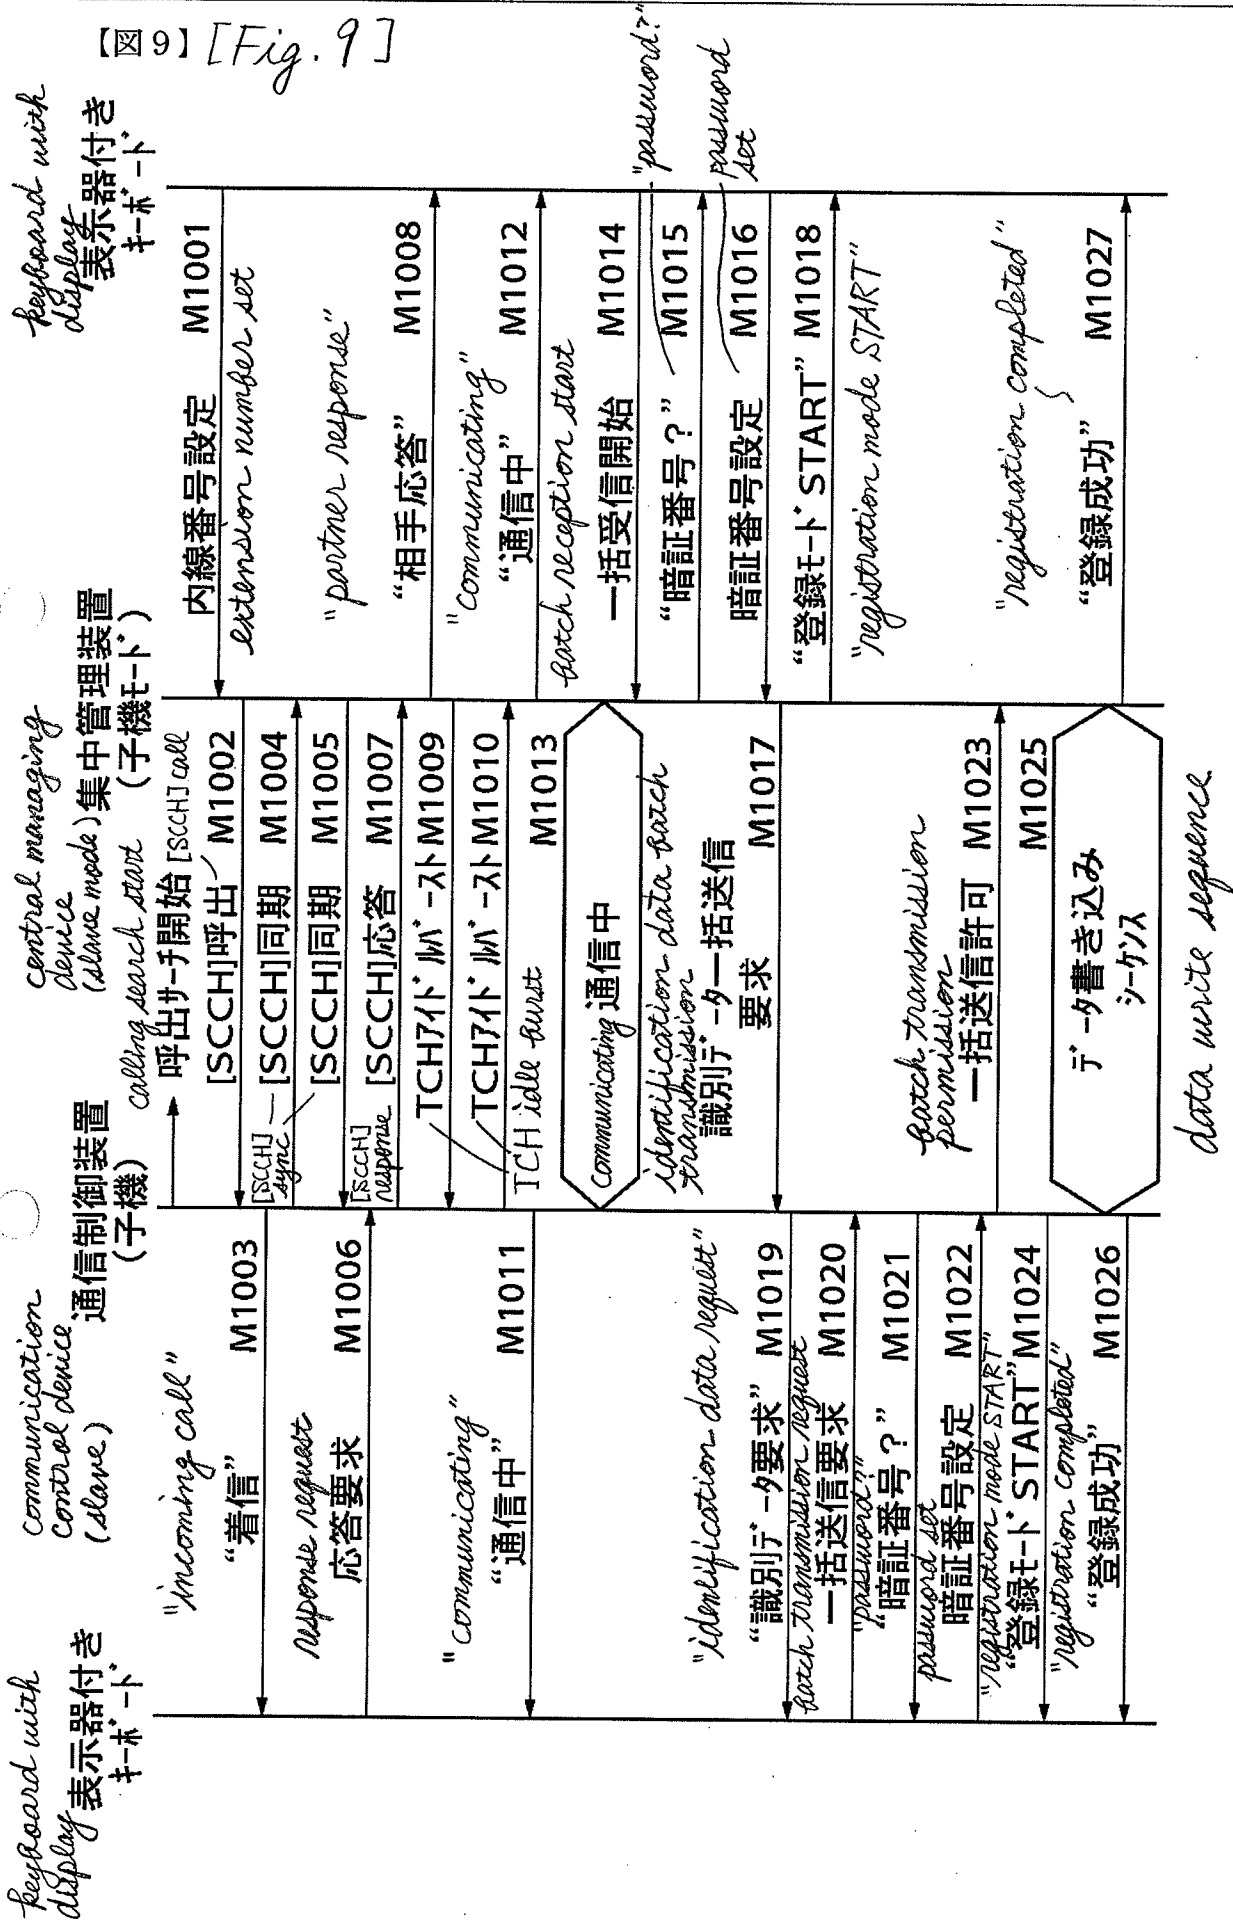 【図9】 [Fig. 9]
keyboard with
display
表示器付き
キーボード
communication
control device
(slave)
通信制御装置
(子機)
central managing
device
(slave mode)
集中管理装置
(子機モード)
keyboard with
display
表示器付き
キーボード
内線番号設定 M1001
extension number set
calling search start
呼出サーチ開始
[SCCH] call
[SCCH]呼出 M1002
"incoming call"
“着信” M1003
[SCCH]同期 M1004
[SCCH]
sync
[SCCH]同期 M1005
response request
応答要求 M1006
[SCCH]
response
[SCCH]応答 M1007
"partner response"
“相手応答” M1008
TCHアイドルバースト M1009
TCHアイドルバースト M1010
TCH idle burst
"communicating"
“通信中” M1011
"communicating"
“通信中” M1012
M1013
communicating 通信中
batch reception start
一括受信開始 M1014
"password?"
“暗証番号？” M1015
password
set
暗証番号設定 M1016
identification data batch
transmission
識別データ一括送信
要求 M1017
“登録モードSTART” M1018
"registration mode START"
"identification data request"
“識別データ要求” M1019
batch transmission request
一括送信要求 M1020
"password?"
“暗証番号？” M1021
password set
暗証番号設定 M1022
batch transmission
permission
一括送信許可 M1023
"registration mode START"
“登録モードSTART” M1024
M1025
データ書き込み
シーケンス
data write sequence
"registration completed"
“登録成功” M1026
"registration completed"
“登録成功” M1027